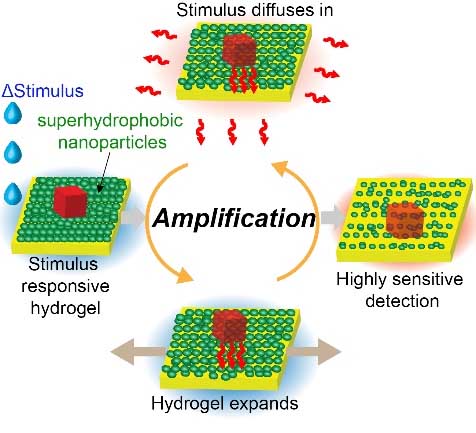 Stimulus diffuses in
ΔStimulus
superhydrophobic
nanoparticles
Amplification
Stimulus
responsive
hydrogel
Highly sensitive
detection
Hydrogel expands